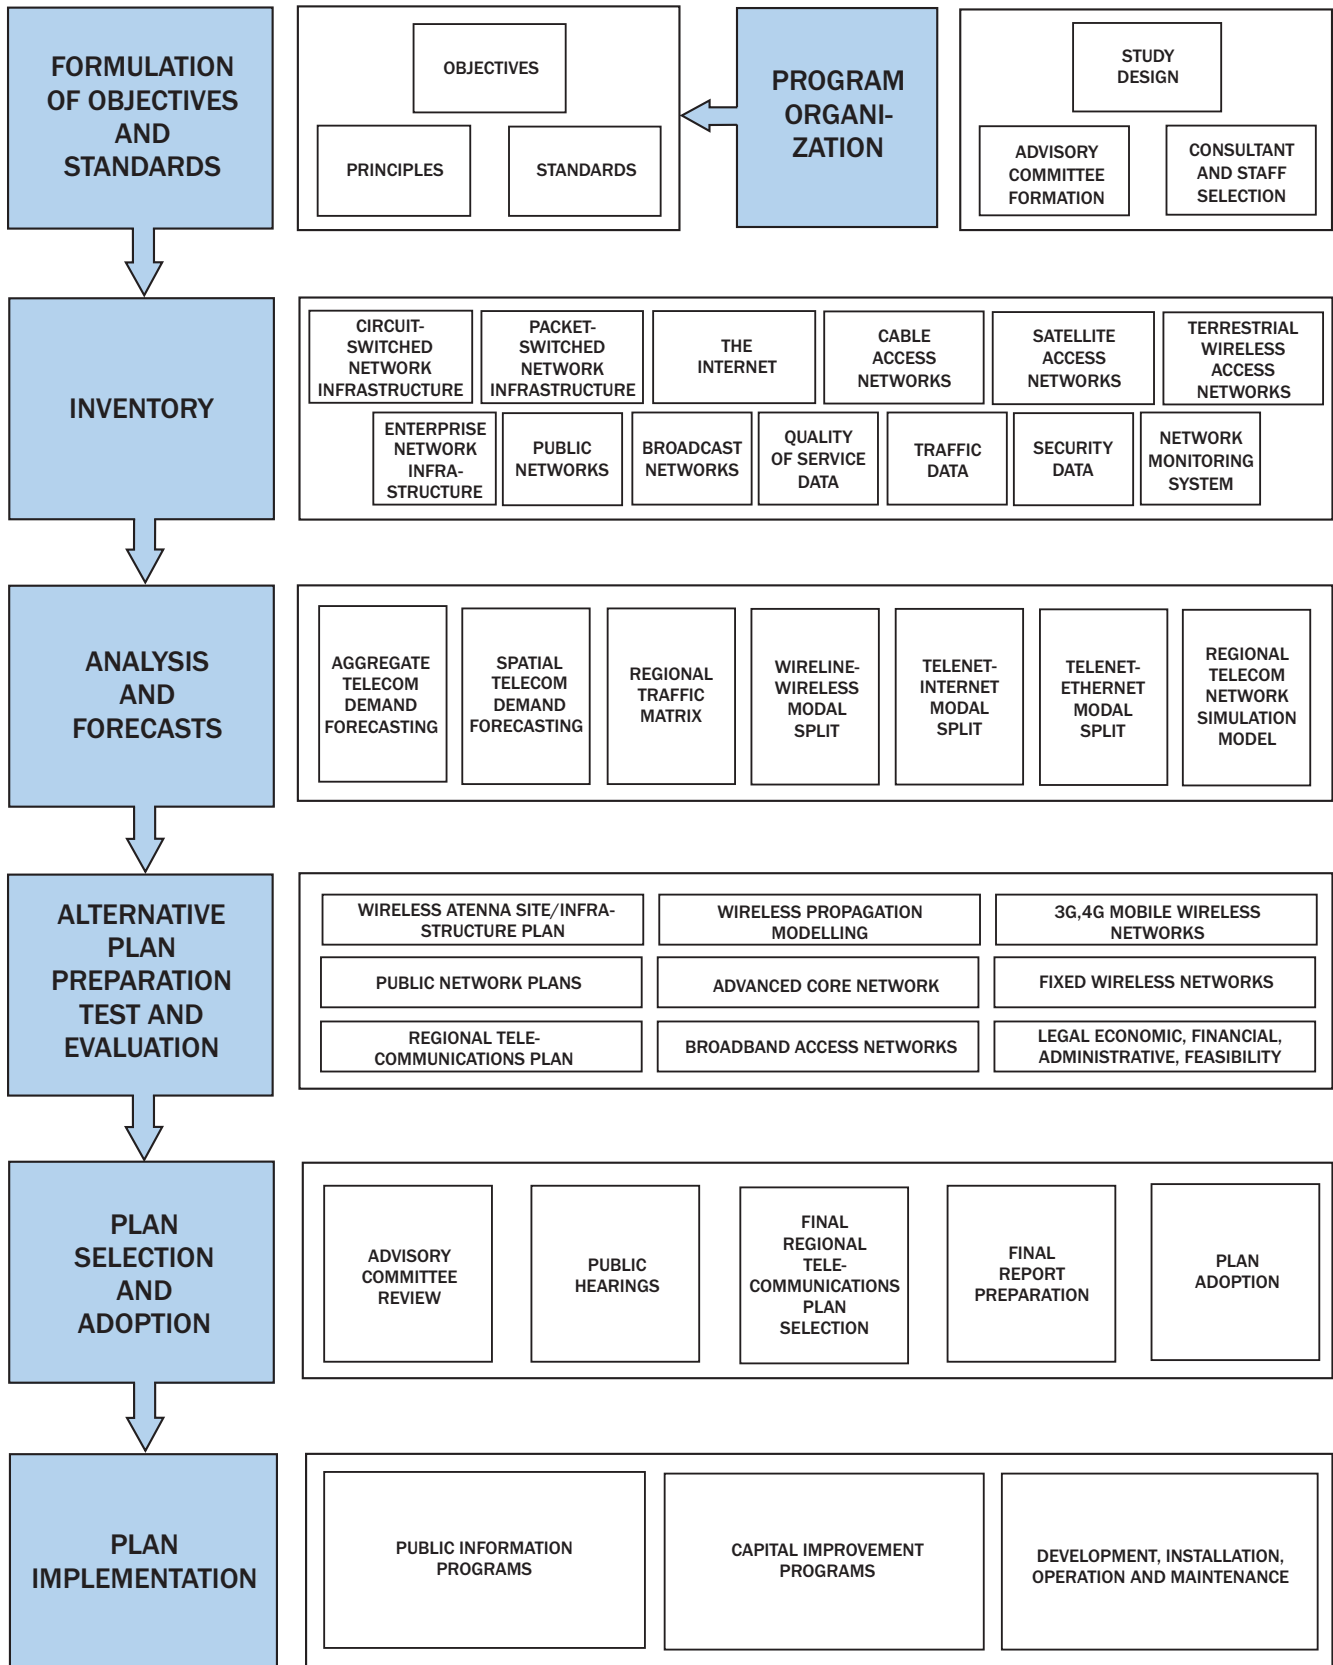 FORMULATION
OF OBJECTIVES
AND
STANDARDS
OBJECTIVES
PRINCIPLES
STANDARDS
PROGRAM
ORGANI-
ZATION
STUDY
DESIGN
ADVISORY
COMMITTEE
FORMATION
CONSULTANT
AND STAFF
SELECTION
INVENTORY
CIRCUIT-
SWITCHED
NETWORK
INFRASTRUCTURE
PACKET-
SWITCHED
NETWORK
INFRASTRUCTURE
THE
INTERNET
CABLE
ACCESS
NETWORKS
SATELLITE
ACCESS
NETWORKS
TERRESTRIAL
WIRELESS
ACCESS
NETWORKS
ENTERPRISE
NETWORK
INFRA-
STRUCTURE
PUBLIC
NETWORKS
BROADCAST
NETWORKS
QUALITY
OF SERVICE
DATA
TRAFFIC
DATA
SECURITY
DATA
NETWORK
MONITORING
SYSTEM
ANALYSIS
AND
FORECASTS
AGGREGATE
TELECOM
DEMAND
FORECASTING
SPATIAL
TELECOM
DEMAND
FORECASTING
REGIONAL
TRAFFIC
MATRIX
WIRELINE-
WIRELESS
MODAL
SPLIT
TELENET-
INTERNET
MODAL
SPLIT
TELENET-
ETHERNET
MODAL
SPLIT
REGIONAL
TELECOM
NETWORK
SIMULATION
MODEL
ALTERNATIVE
PLAN
PREPARATION
TEST AND
EVALUATION
WIRELESS ATENNA SITE/INFRA-
STRUCTURE PLAN
WIRELESS PROPAGATION
MODELLING
3G,4G MOBILE WIRELESS
NETWORKS
PUBLIC NETWORK PLANS
ADVANCED CORE NETWORK
FIXED WIRELESS NETWORKS
REGIONAL TELE-
COMMUNICATIONS PLAN
BROADBAND ACCESS NETWORKS
LEGAL ECONOMIC, FINANCIAL,
ADMINISTRATIVE, FEASIBILITY
PLAN
SELECTION
AND
ADOPTION
ADVISORY
COMMITTEE
REVIEW
PUBLIC
HEARINGS
FINAL
REGIONAL
TELE-
COMMUNICATIONS
PLAN
SELECTION
FINAL
REPORT
PREPARATION
PLAN
ADOPTION
PLAN
IMPLEMENTATION
PUBLIC INFORMATION
PROGRAMS
CAPITAL IMPROVEMENT
PROGRAMS
DEVELOPMENT, INSTALLATION,
OPERATION AND MAINTENANCE